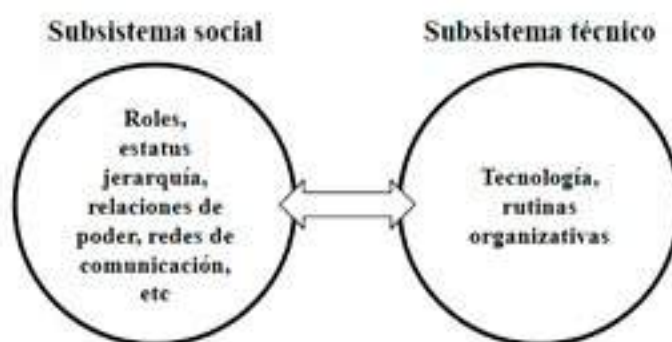 Subsistema social
Subsistema técnico
Roles,
estatus
jerarquía,
relaciones de
poder, redes de
comunicación,
etc
Tecnología,
rutinas
organizativas